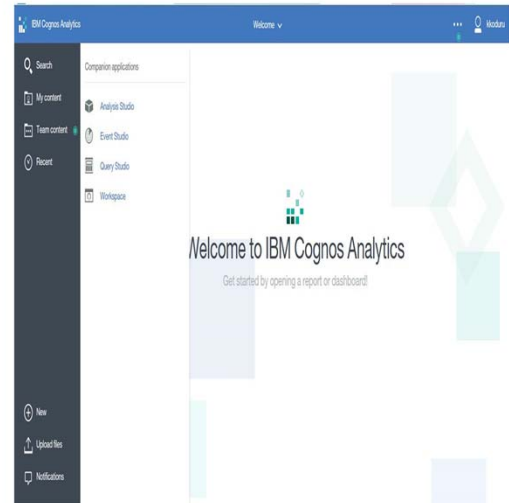 IBM Cognos Analytics
Welcome
kkoduru
Search
My content
Team content
Recent
Companion applications
Analysis Studio
Event Studio
Query Studio
Workspace
Welcome to IBM Cognos Analytics
Get started by opening a report or dashboard!
New
Upload files
Notifications